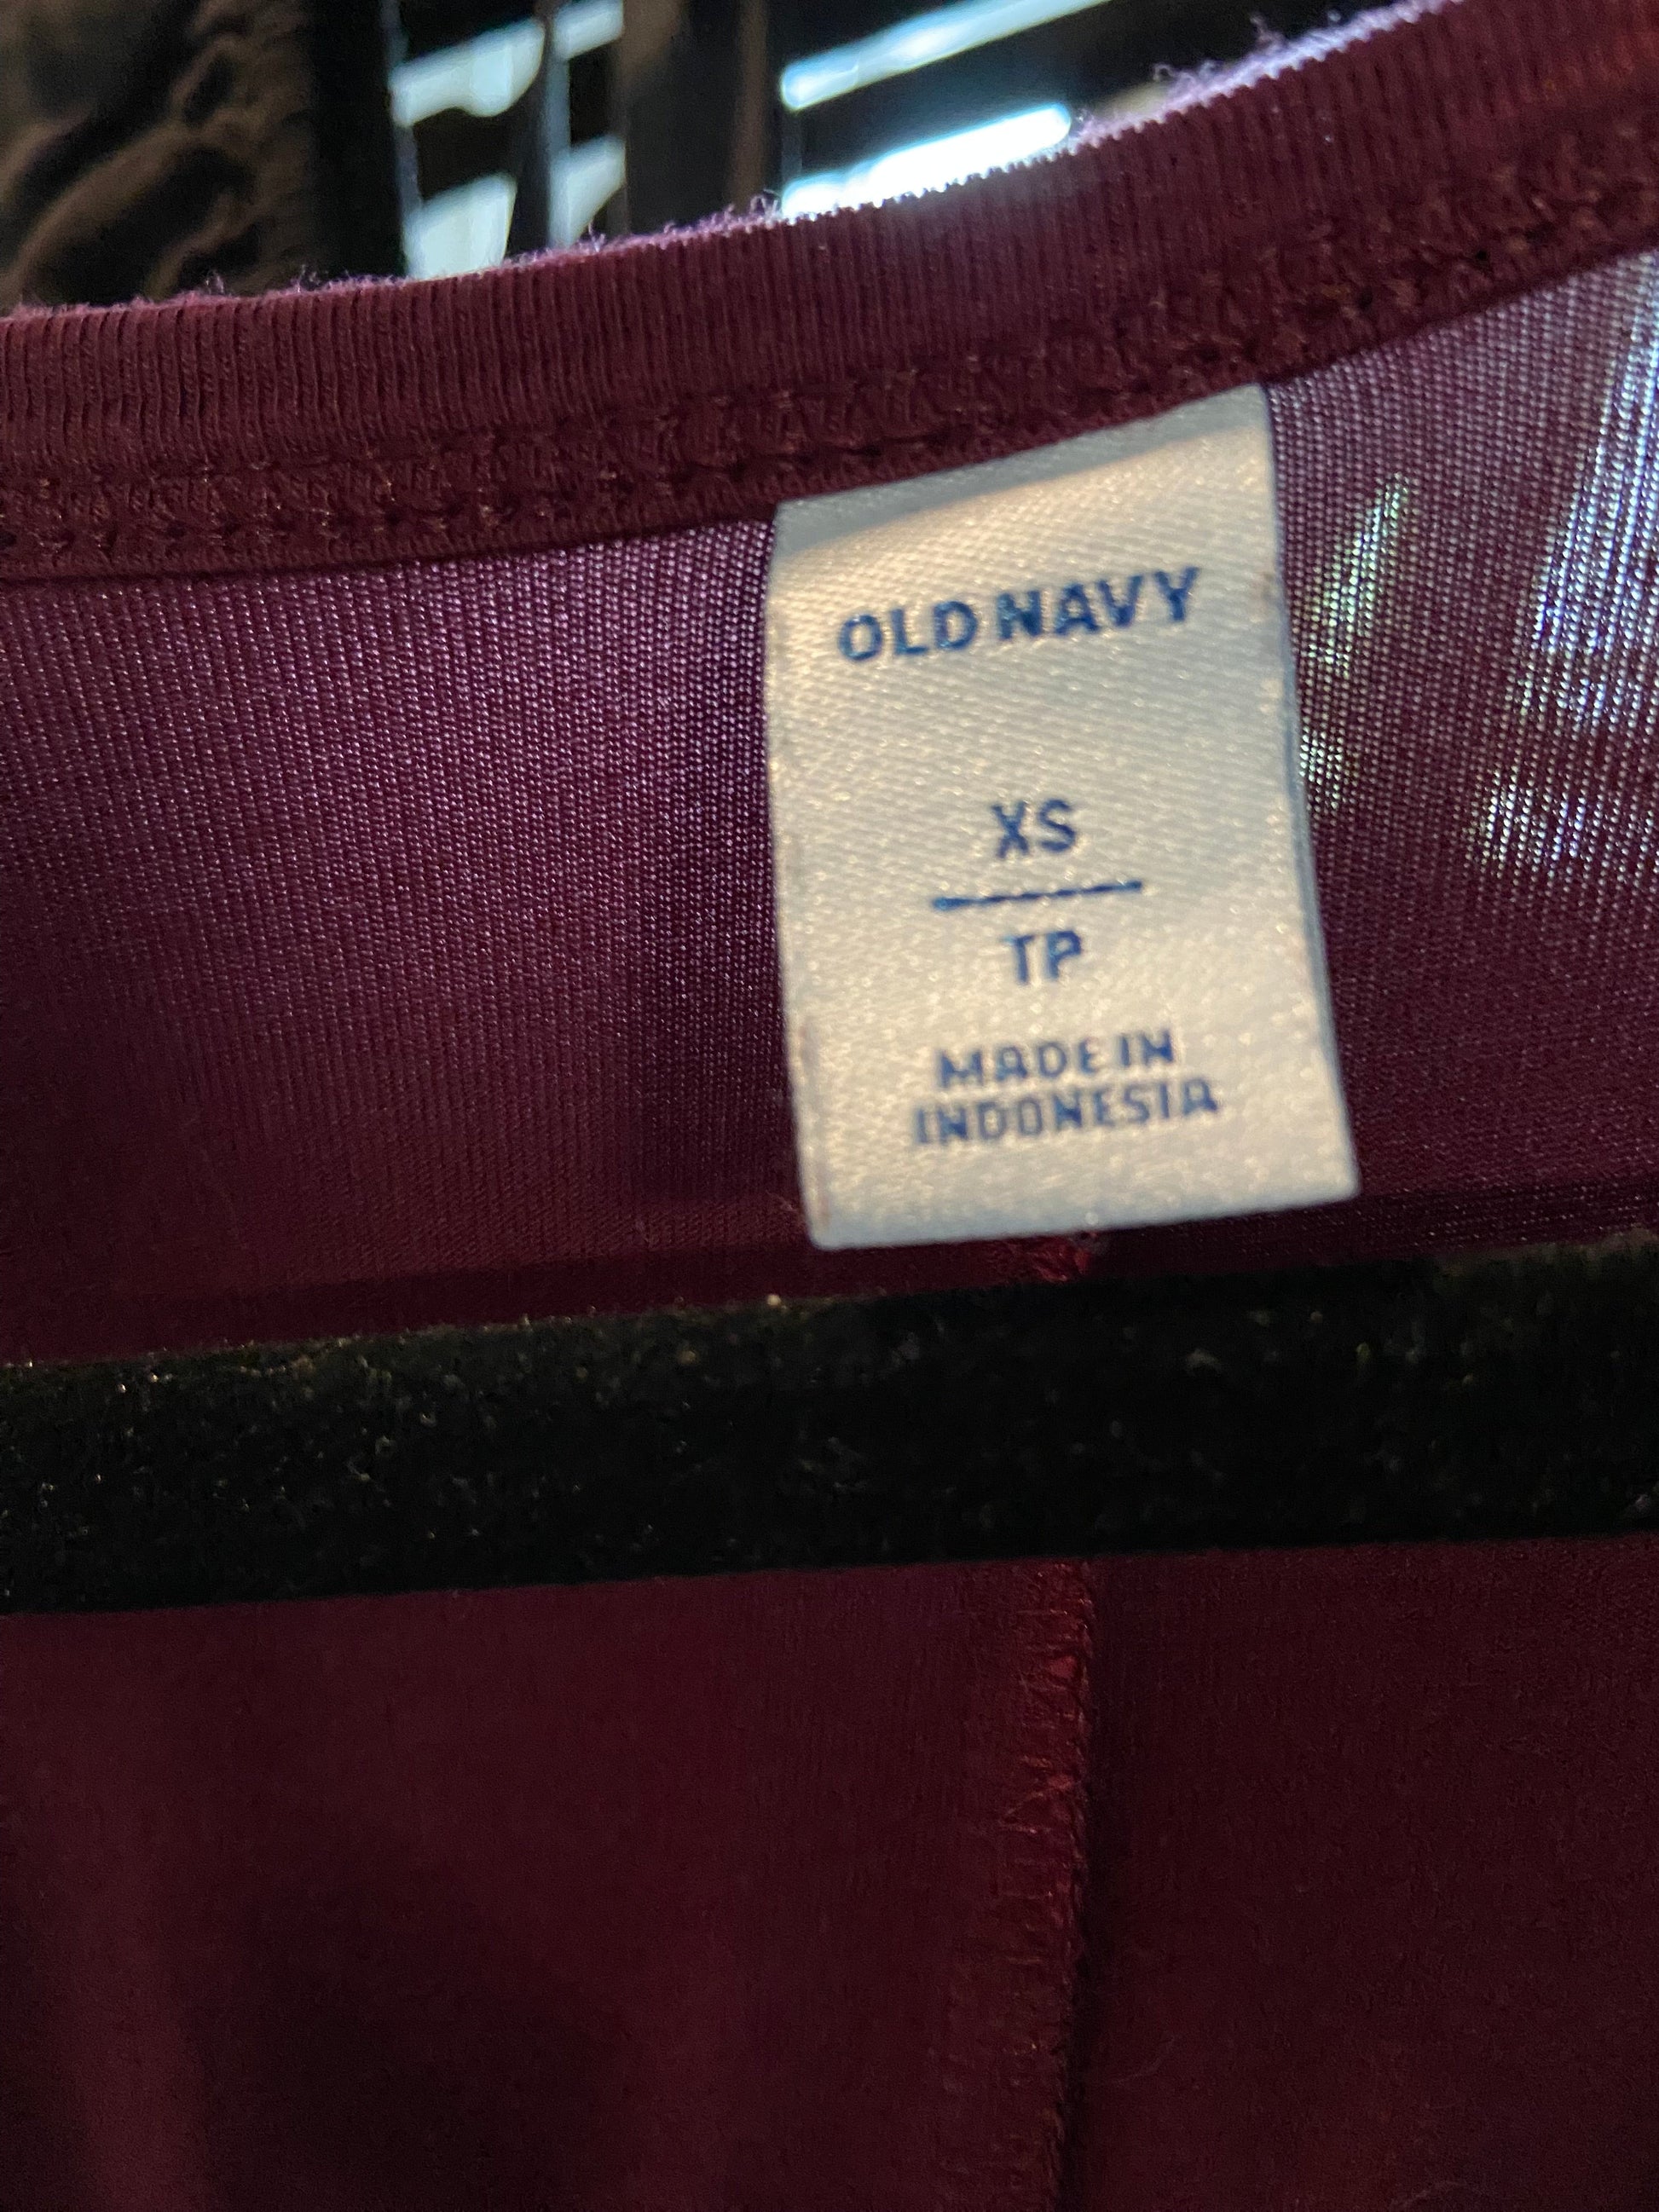 OLD NAVY
XS
TP
MADE IN
INDONESIA